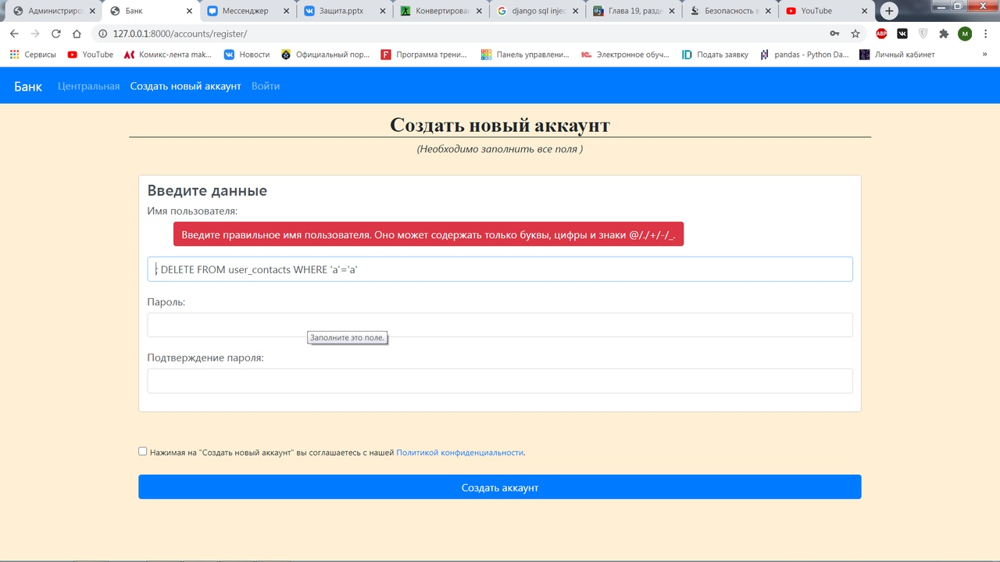 Администриро
Банк
Мессенджер
Защита.pptx
Конвертирован
django sql injec
Глава 19, разде
Безопасность в
YouTube
127.0.0.1:8000/accounts/register/
ABP
M
Сервисы
YouTube
Комикс-лента mak...
Новости
Официальный пор...
Программа трени...
Панель управлени...
Электронное обуч...
Подать заявку
pandas - Python Da...
Личный кабинет
»
Банк
Центральная
Создать новый аккаунт
Войти
Создать новый аккаунт
(Необходимо заполнить все поля )
Введите данные
Имя пользователя:
Введите правильное имя пользователя. Оно может содержать только буквы, цифры и знаки @/./+/-/_.
; DELETE FROM user_contacts WHERE 'a'='a'
Пароль:
Заполните это поле.
Подтверждение пароля:
Нажимая на "Создать новый аккаунт" вы соглашаетесь с нашей Политикой конфиденциальности.
Создать аккаунт